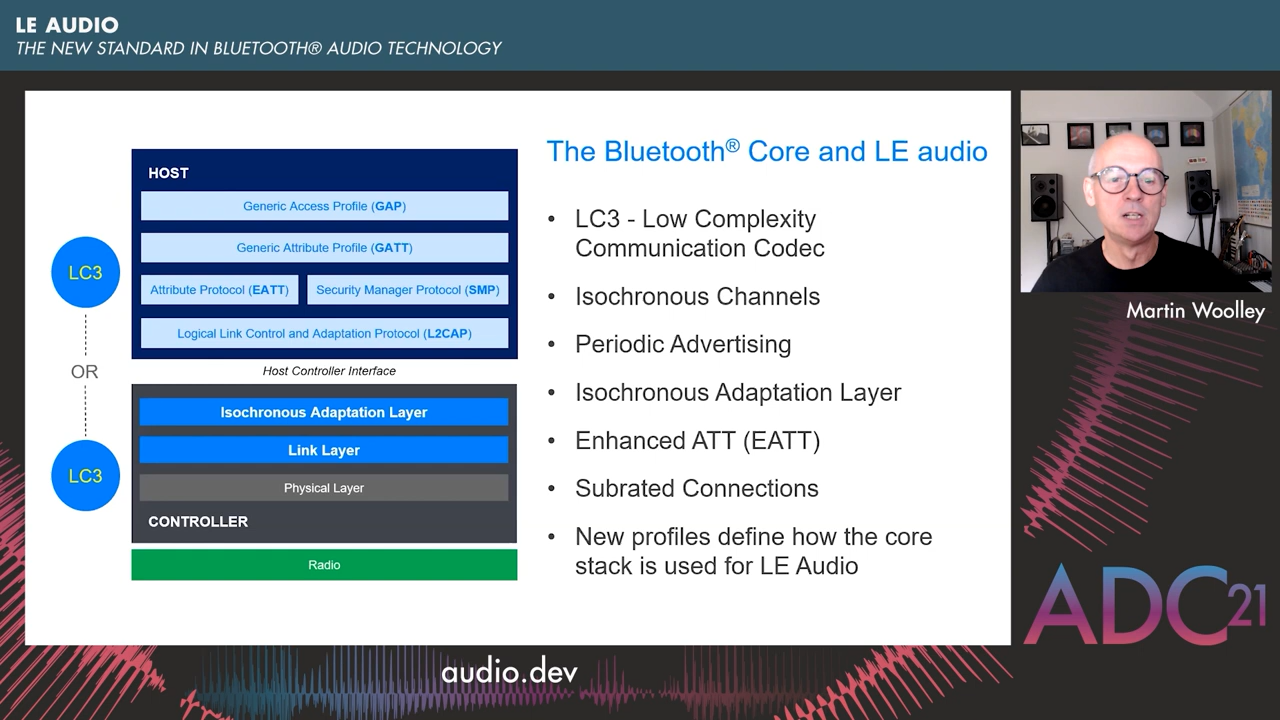 LE AUDIO
THE NEW STANDARD IN BLUETOOTH® AUDIO TECHNOLOGY
HOST
Generic Access Profile (GAP)
Generic Attribute Profile (GATT)
Attribute Protocol (EATT)
Security Manager Protocol (SMP)
Logical Link Control and Adaptation Protocol (L2CAP)
LC3
OR
LC3
Host Controller Interface
Isochronous Adaptation Layer
Link Layer
Physical Layer
CONTROLLER
Radio
The Bluetooth® Core and LE audio
• LC3 - Low Complexity
Communication Codec
• Isochronous Channels
• Periodic Advertising
• Isochronous Adaptation Layer
• Enhanced ATT (EATT)
• Subrated Connections
• New profiles define how the core
stack is used for LE Audio
Martin Woolley
ADC21
audio.dev